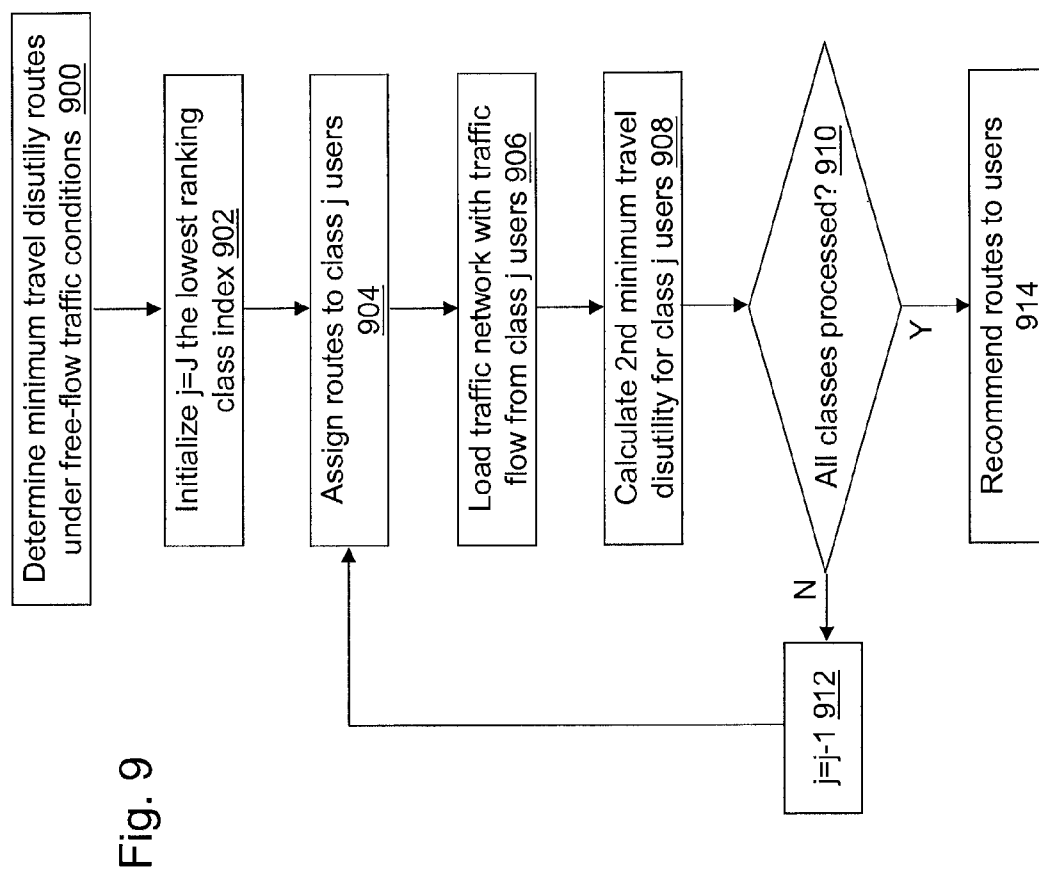 Determine minimum travel disutiliy routes
under free-flow traffic conditions 900
Initialize j=J the lowest ranking
class index 902
Assign routes to class j users
904
Load traffic network with traffic
flow from class j users 906
Calculate 2nd minimum travel
disutility for class j users 908
All classes processed? 910
N
Y
j=j-1 912
Recommend routes to users
914
Fig. 9